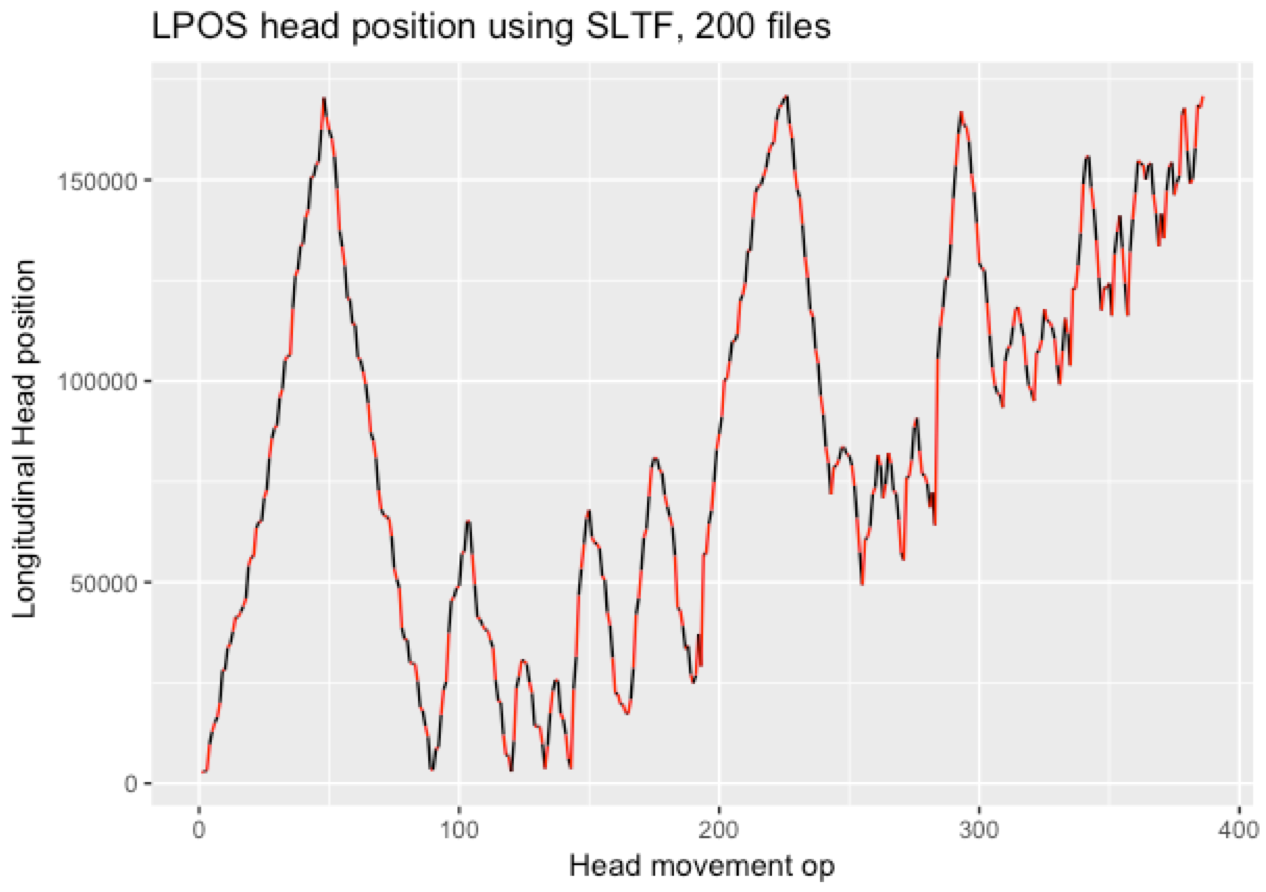 LPOS head position using SLTF, 200 files
Longitudinal Head position
150000
100000
50000
0
0 100 200 300 400
Head movement op